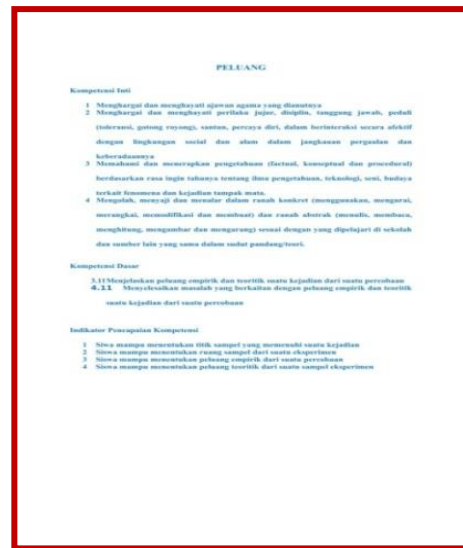 PELUANG
Kompetensi Inti
1 Menghargai dan menghayati ajawan agama yang dianutnya
2 Menghargai dan menghayati perilaku jujur, disiplin, tanggung jawab, peduli
(toleransi, gotong royong), santun, percaya diri, dalam berinteraksi secara afektif
dengan lingkungan social dan alam dalam jangkauan pergaulan dan
keberadaannya
3 Memahami dan menerapkan pengetahuan (factual, konseptual dan procedural)
berdasarkan rasa ingin tahunya tentang ilmu pengetahuan, teknologi, seni, budaya
terkait fenomena dan kejadian tampak mata.
4 Mengalah, menyaji dan menalar dalam ranah konkret (menggunakan, mengurai,
merangkai, memodifikasi dan membuat) dan ranah abstrak (menulis, membaca,
menghitung, mengambar dan mengarang) sesuai dengan yang dipelajari di sekolah
dan sumber lain yang sama dalam sudut pandang/teori.
Kompetensi Dasar
3.11 Menjelaskan peluang empirik dan teoritik suatu kejadian dari suatu percobaan
4.11 Menyelesaikan masalah yang berkaitan dengan peluang empirik dan teoritik
suatu kejadian dari suatu percobaan
Indikator Pencapaian Kompetensi
1 Siwa mampu menentukan titik sampel yang memenuhi suatu kejadian
2 Siswa mampu menentukan ruang sampel dari suatu eksperimen
3 Siswa mampu menentukan peluang empirik dari suatu percobaan
4 Siswa mampu menentukan peluang teoritik dari suatu sampel eksperimen